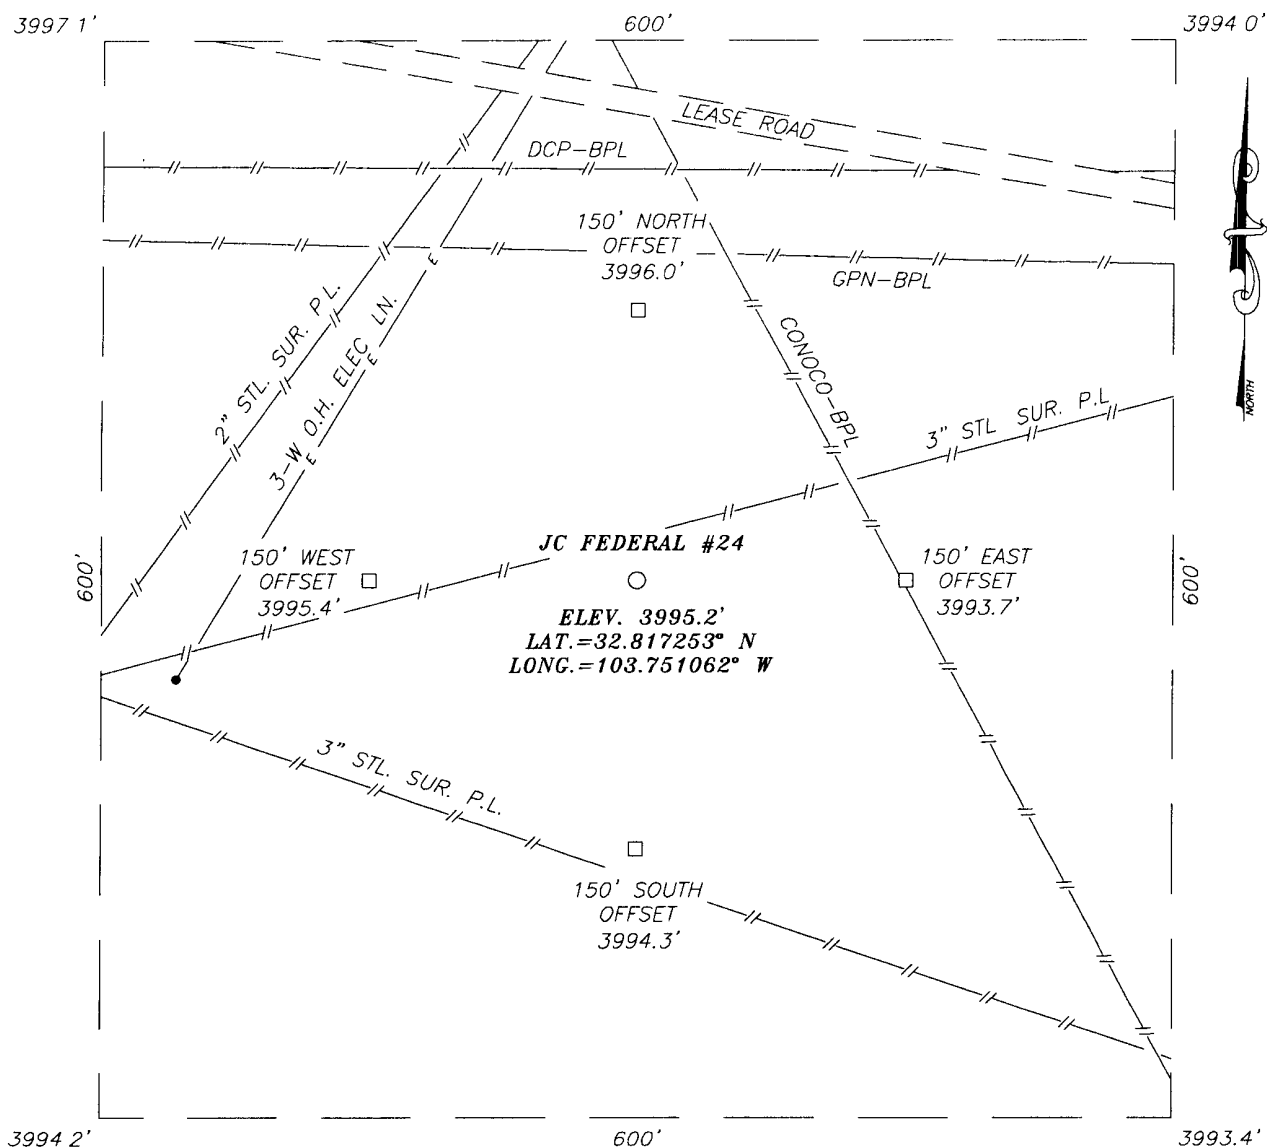 3997 1'
600'
3994 0'
LEASE ROAD
DCP-BPL
150' NORTH
OFFSET
3996.0'
GPN-BPL
NORTH
2" STL. SUR. P.L.
3-W O.H. ELEC LN.
CONOCO-BPL
3" STL SUR. P.L
E
E
E
E
600'
150' WEST
OFFSET
3995.4'
JC FEDERAL #24
ELEV. 3995.2'
LAT.=32.817253° N
LONG.=103.751062° W
150' EAST
OFFSET
3993.7'
600'
3" STL. SUR. P.L.
150' SOUTH
OFFSET
3994.3'
3994 2'
600'
3993.4'